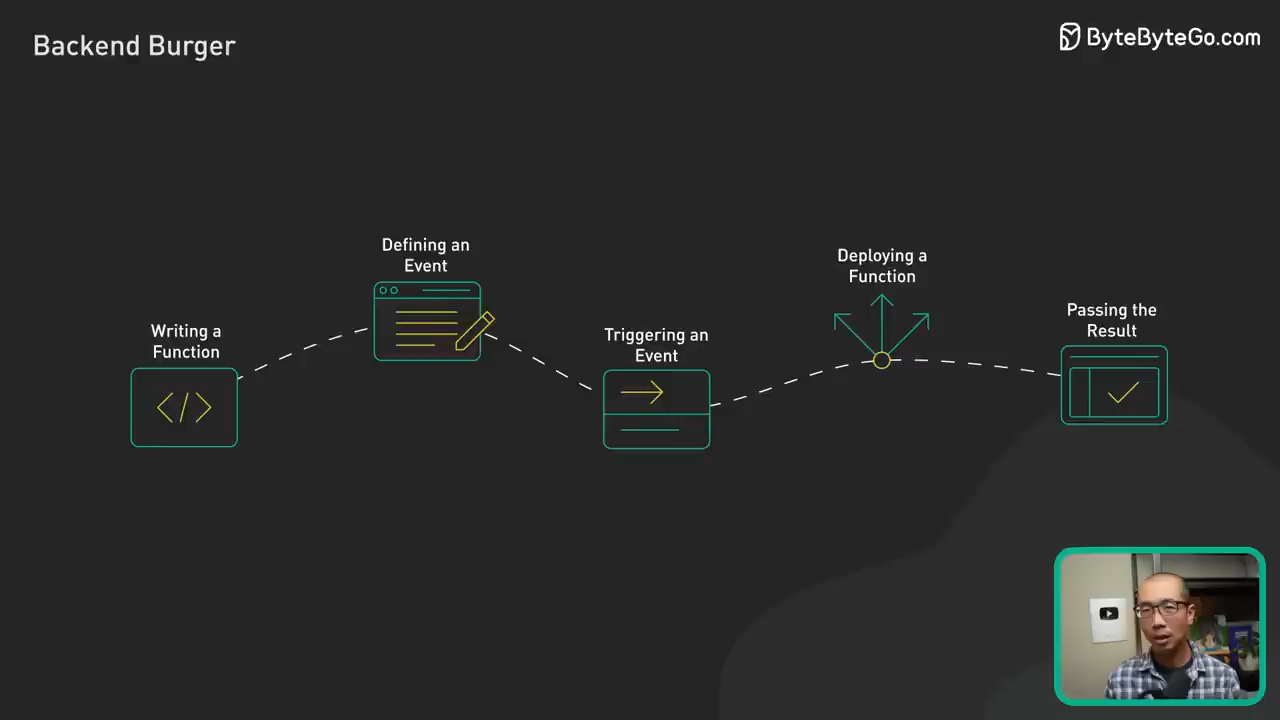 Backend Burger
ByteByteGo.com
Writing a
Function
Defining an
Event
Triggering an
Event
Deploying a
Function
Passing the
Result